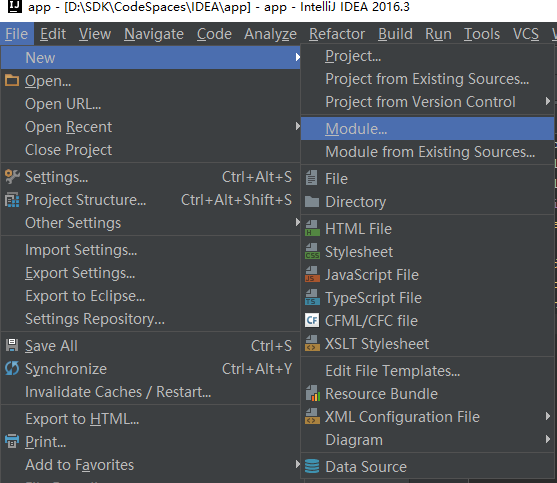 app - [D:\SDK\CodeSpaces\IDEA\app] - app - IntelliJ IDEA 2016.3
File Edit View Navigate Code Analyze Refactor Build Run Tools VCS
New
Open...
Open URL...
Open Recent
Close Project
Settings... Ctrl+Alt+S
Project Structure... Ctrl+Alt+Shift+S
Other Settings
Import Settings...
Export Settings...
Export to Eclipse...
Settings Repository...
Save All Ctrl+S
Synchronize Ctrl+Alt+Y
Invalidate Caches / Restart...
Export to HTML...
Print...
Add to Favorites
Project...
Project from Existing Sources...
Project from Version Control
Module...
Module from Existing Sources...
File
Directory
HTML File
Stylesheet
JavaScript File
TypeScript File
CFML/CFC file
XSLT Stylesheet
Edit File Templates...
Resource Bundle
XML Configuration File
Diagram
Data Source